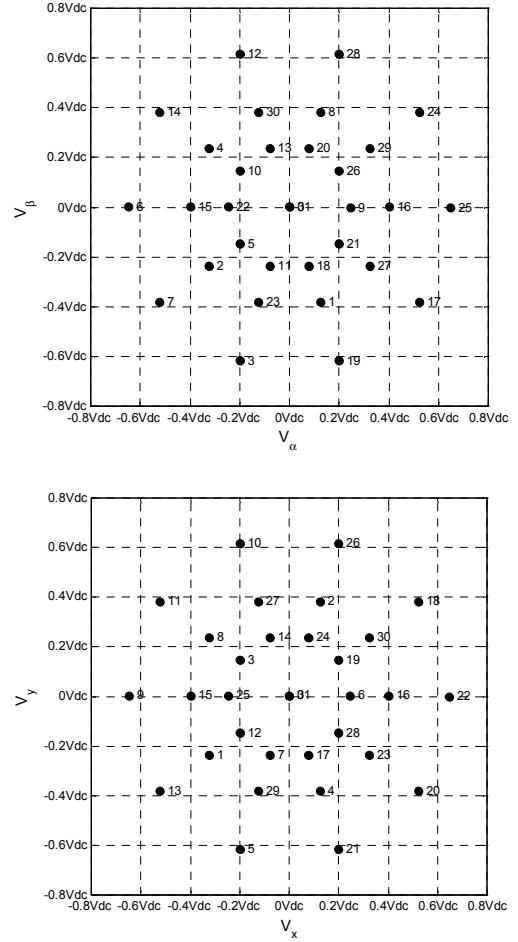 0.8Vdc
12 28
0.6Vdc
14 30 8 24
0.4Vdc
4 13 20 29
0.2Vdc
10 26
V_β
0Vdc 6 15 22 31 9 16 25
5 21
-0.2Vdc
2 11 18 27
-0.4Vdc
7 23 1 17
-0.6Vdc
3 19
-0.8Vdc
-0.8Vdc -0.6Vdc -0.4Vdc -0.2Vdc 0Vdc 0.2Vdc 0.4Vdc 0.6Vdc 0.8Vdc
V_α
0.8Vdc
10 26
0.6Vdc
11 27 2 18
0.4Vdc
8 14 24 30
0.2Vdc
3 19
V_y
0Vdc 9 15 25 31 6 16 22
12 28
-0.2Vdc
1 7 17 23
-0.4Vdc
13 29 4 20
-0.6Vdc
5 21
-0.8Vdc
-0.8Vdc -0.6Vdc -0.4Vdc -0.2Vdc 0Vdc 0.2Vdc 0.4Vdc 0.6Vdc 0.8Vdc
V_x